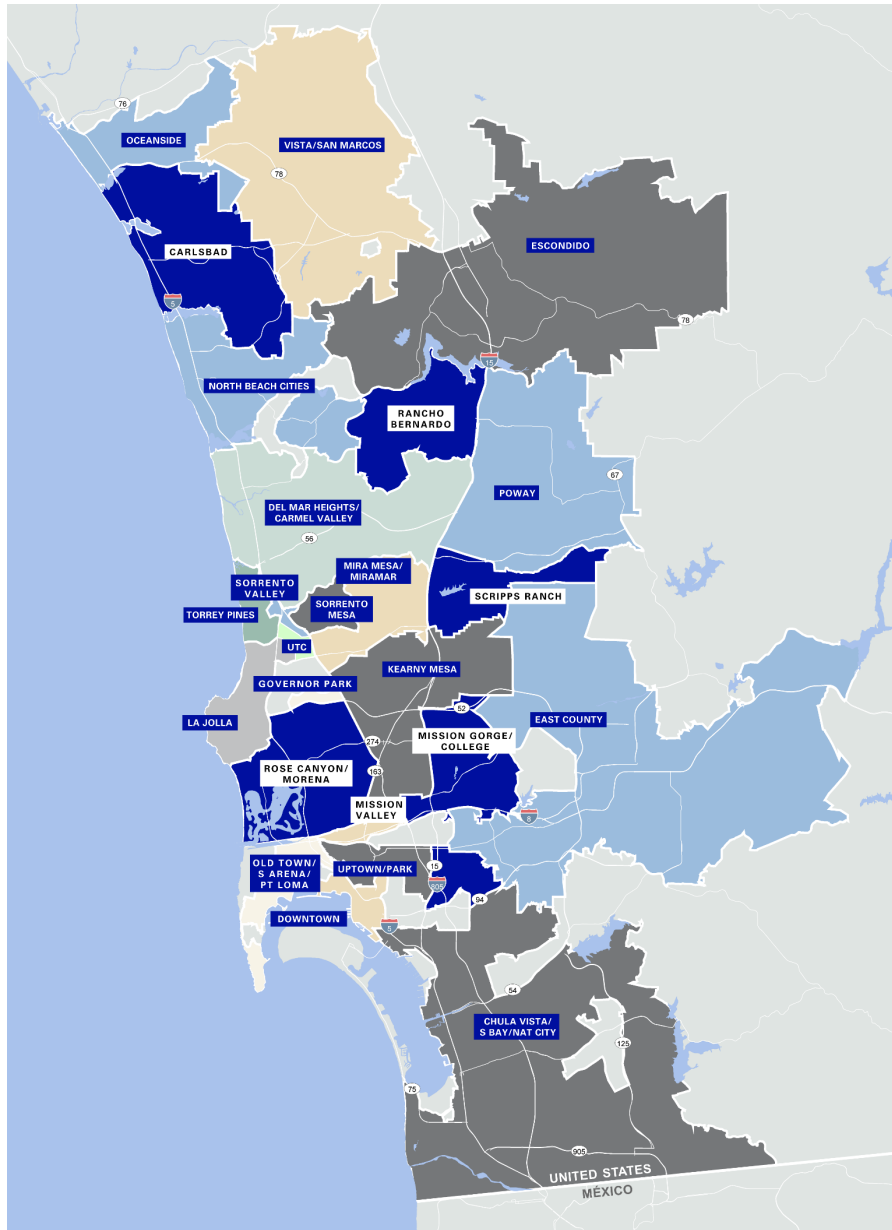 76
OCEANSIDE
VISTA/SAN MARCOS
78
CARLSBAD
ESCONDIDO
5
78
15
NORTH BEACH CITIES
RANCHO
BERNARDO
67
POWAY
DEL MAR HEIGHTS/
CARMEL VALLEY
56
MIRA MESA/
MIRAMAR
SORRENTO
VALLEY
SCRIPPS RANCH
SORRENTO
MESA
TORREY PINES
UTC
KEARNY MESA
GOVERNOR PARK
52
LA JOLLA
EAST COUNTY
MISSION GORGE/
COLLEGE
274
ROSE CANYON/
MORENA
163
MISSION
VALLEY
8
OLD TOWN/
S ARENA/
PT LOMA
UPTOWN/PARK
15
805
94
DOWNTOWN
5
54
CHULA VISTA/
S BAY/NAT CITY
125
75
905
UNITED STATES
MÉXICO